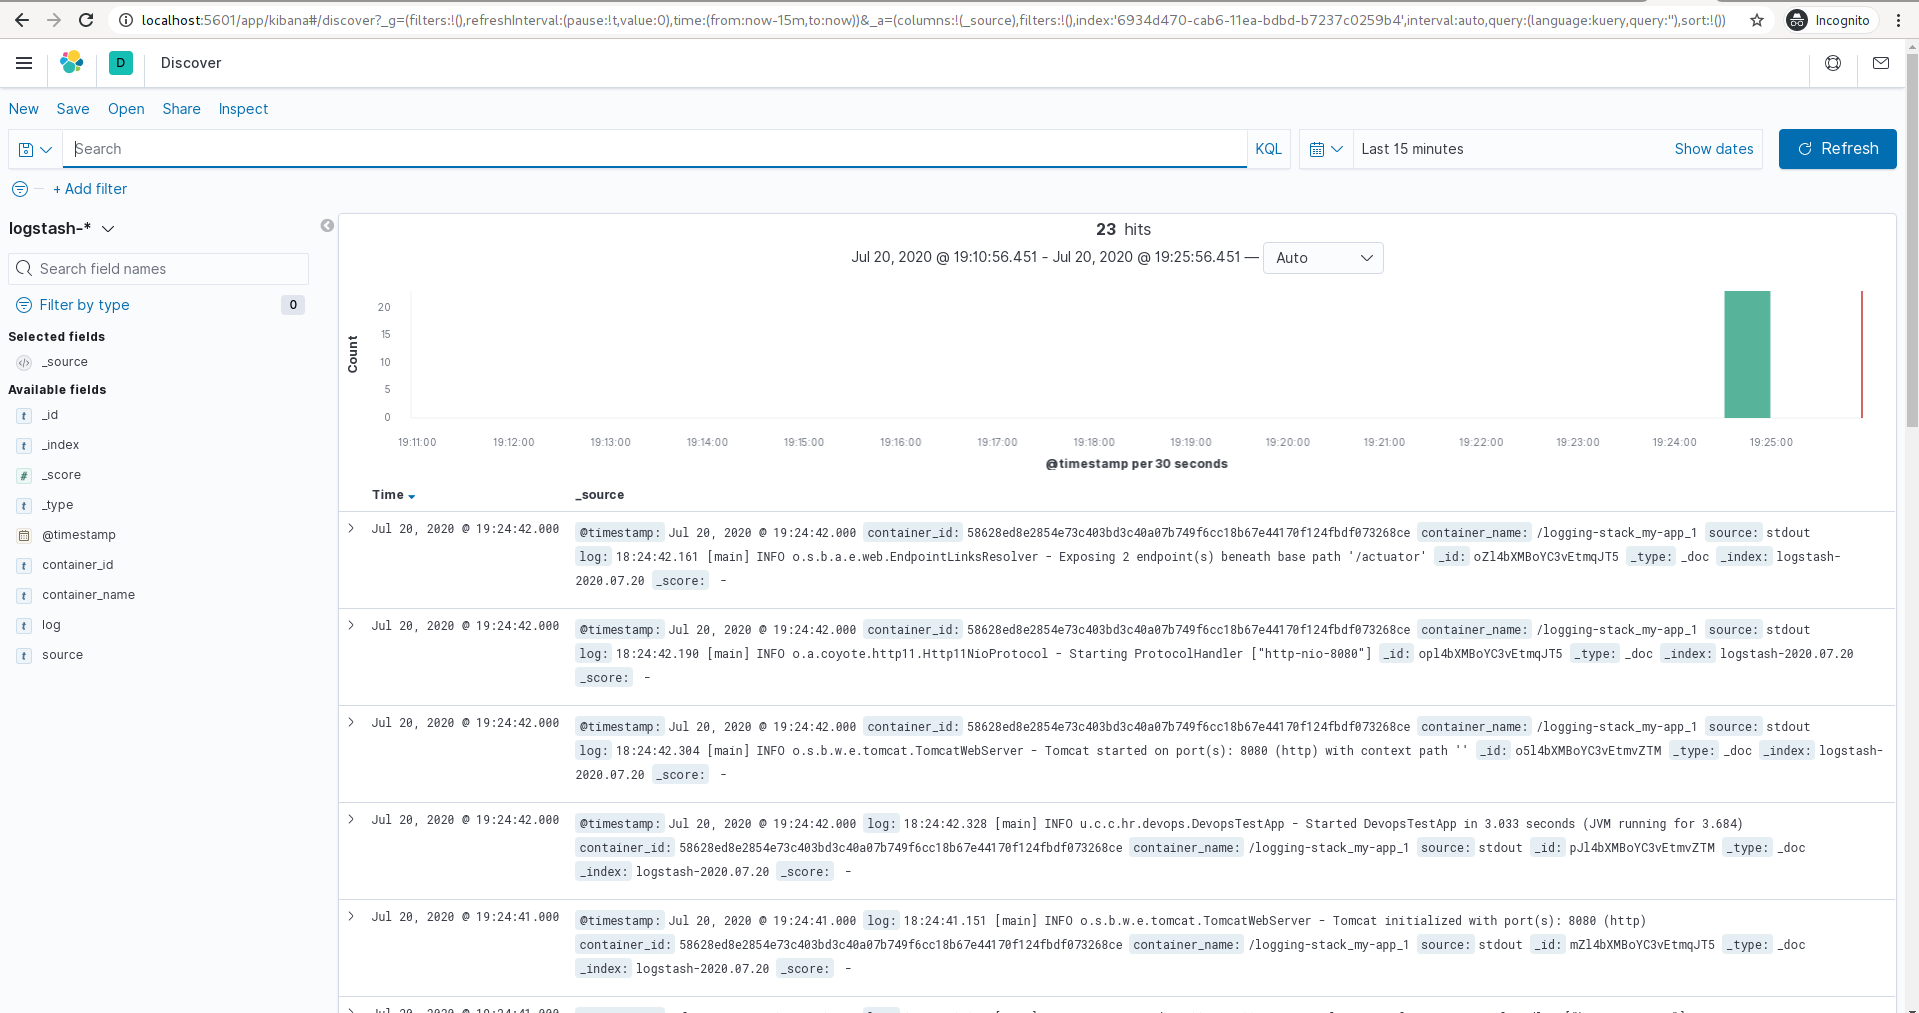 localhost:5601/app/kibana#/discover?_g=(filters:!(),refreshInterval:(pause:!t,value:0),time:(from:now-15m,to:now))&_a=(columns:!(_source),filters:!(),index:'6934d470-cab6-11ea-bdbd-b7237c0259b4',interval:auto,query:(language:kuery,query:''),sort:!())
Incognito
D Discover
New Save Open Share Inspect
Search KQL Last 15 minutes Show dates Refresh
+ Add filter
logstash-*
Search field names
Filter by type 0
Selected fields
</> _source
Available fields
t _id
t _index
# _score
t _type
@timestamp
t container_id
t container_name
t log
t source
23 hits
Jul 20, 2020 @ 19:10:56.451 - Jul 20, 2020 @ 19:25:56.451 — Auto
Count
20
15
10
5
0
19:11:00 19:12:00 19:13:00 19:14:00 19:15:00 19:16:00 19:17:00 19:18:00 19:19:00 19:20:00 19:21:00 19:22:00 19:23:00 19:24:00 19:25:00
@timestamp per 30 seconds
Time _source
Jul 20, 2020 @ 19:24:42.000 @timestamp: Jul 20, 2020 @ 19:24:42.000 container_id: 58628ed8e2854e73c403bd3c40a07b749f6cc18b67e44170f124fbdf073268ce container_name: /logging-stack_my-app_1 source: stdout
log: 18:24:42.161 [main] INFO o.s.b.a.e.web.EndpointLinksResolver - Exposing 2 endpoint(s) beneath base path '/actuator' _id: oZl4bXMBoYC3vEtmqJT5 _type: _doc _index: logstash-
2020.07.20 _score: -
Jul 20, 2020 @ 19:24:42.000 @timestamp: Jul 20, 2020 @ 19:24:42.000 container_id: 58628ed8e2854e73c403bd3c40a07b749f6cc18b67e44170f124fbdf073268ce container_name: /logging-stack_my-app_1 source: stdout
log: 18:24:42.190 [main] INFO o.a.coyote.http11.Http11NioProtocol - Starting ProtocolHandler ["http-nio-8080"] _id: opl4bXMBoYC3vEtmqJT5 _type: _doc _index: logstash-2020.07.20
_score: -
Jul 20, 2020 @ 19:24:42.000 @timestamp: Jul 20, 2020 @ 19:24:42.000 container_id: 58628ed8e2854e73c403bd3c40a07b749f6cc18b67e44170f124fbdf073268ce container_name: /logging-stack_my-app_1 source: stdout
log: 18:24:42.304 [main] INFO o.s.b.w.e.tomcat.TomcatWebServer - Tomcat started on port(s): 8080 (http) with context path '' _id: o5l4bXMBoYC3vEtmvZTM _type: _doc _index: logstash-
2020.07.20 _score: -
Jul 20, 2020 @ 19:24:42.000 @timestamp: Jul 20, 2020 @ 19:24:42.000 log: 18:24:42.328 [main] INFO u.c.c.hr.devops.DevopsTestApp - Started DevopsTestApp in 3.033 seconds (JVM running for 3.684)
container_id: 58628ed8e2854e73c403bd3c40a07b749f6cc18b67e44170f124fbdf073268ce container_name: /logging-stack_my-app_1 source: stdout _id: pJl4bXMBoYC3vEtmvZTM _type: _doc
_index: logstash-2020.07.20 _score: -
Jul 20, 2020 @ 19:24:41.000 @timestamp: Jul 20, 2020 @ 19:24:41.000 log: 18:24:41.151 [main] INFO o.s.b.w.e.tomcat.TomcatWebServer - Tomcat initialized with port(s): 8080 (http)
container_id: 58628ed8e2854e73c403bd3c40a07b749f6cc18b67e44170f124fbdf073268ce container_name: /logging-stack_my-app_1 source: stdout _id: mZl4bXMBoYC3vEtmqJT5 _type: _doc
_index: logstash-2020.07.20 _score: -